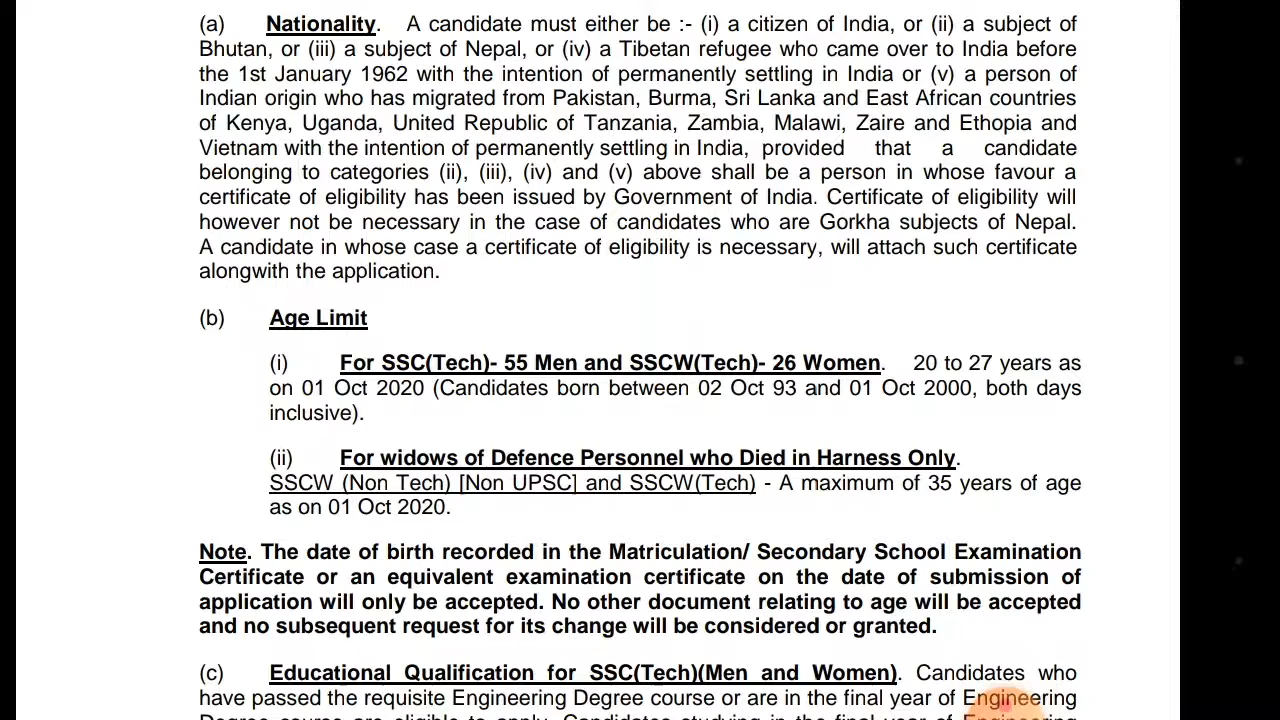 (a) Nationality. A candidate must either be :- (i) a citizen of India, or (ii) a subject of
Bhutan, or (iii) a subject of Nepal, or (iv) a Tibetan refugee who came over to India before
the 1st January 1962 with the intention of permanently settling in India or (v) a person of
Indian origin who has migrated from Pakistan, Burma, Sri Lanka and East African countries
of Kenya, Uganda, United Republic of Tanzania, Zambia, Malawi, Zaire and Ethopia and
Vietnam with the intention of permanently settling in India, provided that a candidate
belonging to categories (ii), (iii), (iv) and (v) above shall be a person in whose favour a
certificate of eligibility has been issued by Government of India. Certificate of eligibility will
however not be necessary in the case of candidates who are Gorkha subjects of Nepal.
A candidate in whose case a certificate of eligibility is necessary, will attach such certificate
alongwith the application.
(b) Age Limit
(i) For SSC(Tech)- 55 Men and SSCW(Tech)- 26 Women. 20 to 27 years as
on 01 Oct 2020 (Candidates born between 02 Oct 93 and 01 Oct 2000, both days
inclusive).
(ii) For widows of Defence Personnel who Died in Harness Only.
SSCW (Non Tech) [Non UPSC] and SSCW(Tech) - A maximum of 35 years of age
as on 01 Oct 2020.
Note. The date of birth recorded in the Matriculation/ Secondary School Examination
Certificate or an equivalent examination certificate on the date of submission of
application will only be accepted. No other document relating to age will be accepted
and no subsequent request for its change will be considered or granted.
(c) Educational Qualification for SSC(Tech)(Men and Women). Candidates who
have passed the requisite Engineering Degree course or are in the final year of Engineering
Degree course are eligible to apply. Candidates studying in the final year of Engineering